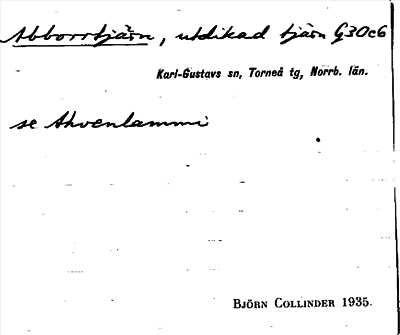 Abborrtjärn, utdikad tjärn G30c6
Karl-Gustavs sn, Torneå tg, Norrb. län.
se Ahvenlammi
BJÖRN COLLINDER 1935.